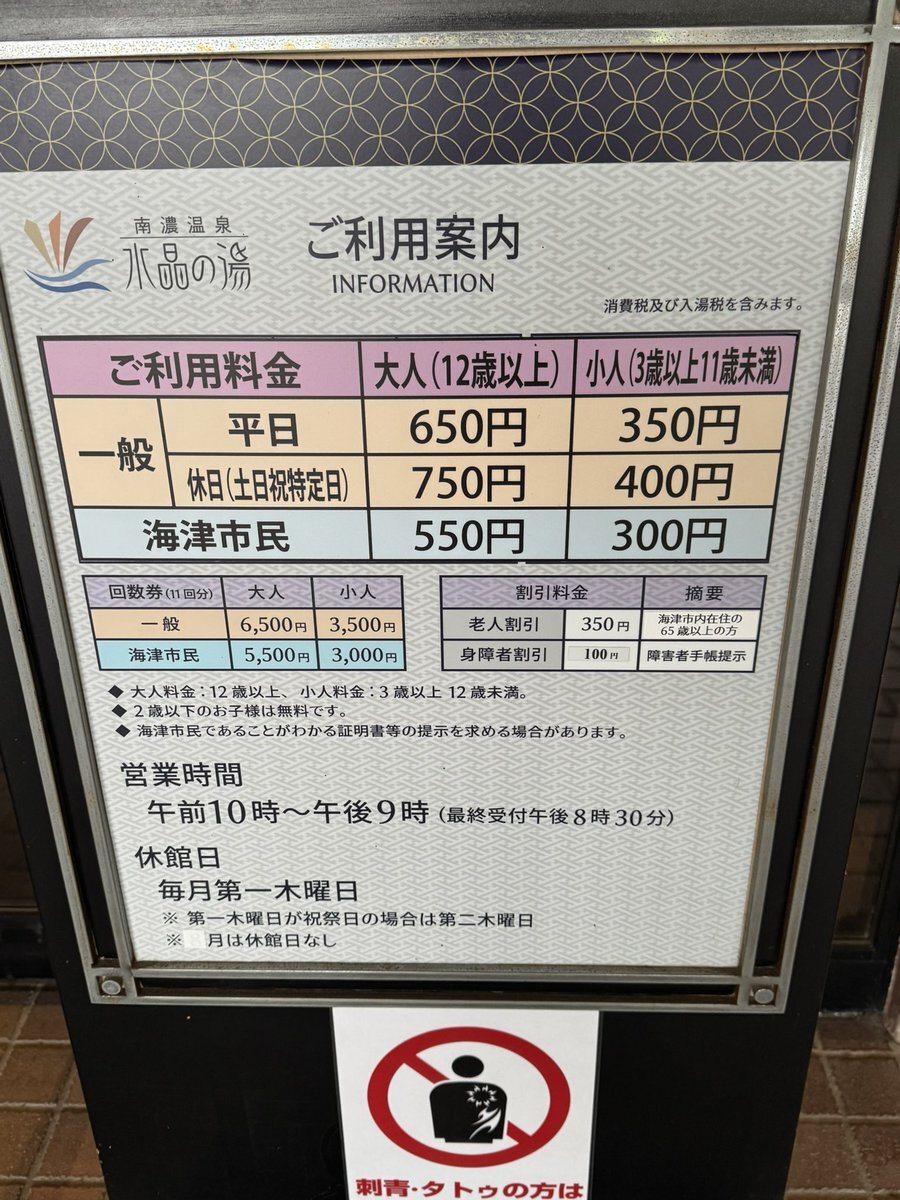 南濃温泉
水晶の湯
ご利用案内
INFORMATION
消費税及び入湯税を含みます。
ご利用料金 大人(12歳以上) 小人(3歳以上11歳未満)
一般 平日 650円 350円
休日(土日祝特定日) 750円 400円
海津市民 550円 300円
回数券(11回分) 大人 小人
一般 6,500円 3,500円
海津市民 5,500円 3,000円
割引料金 摘要
老人割引 350円 海津市内在住の
65歳以上の方
身障者割引 100円 障害者手帳提示
◆ 大人料金:12歳以上、小人料金:3歳以上12歳未満。
◆ 2歳以下のお子様は無料です。
◆ 海津市民であることがわかる証明書等の提示を求める場合があります。
営業時間
午前10時〜午後9時(最終受付午後8時30分)
休館日
毎月第一木曜日
※ 第一木曜日が祝祭日の場合は第二木曜日
※ 月は休館日なし
刺青・タトゥの方は